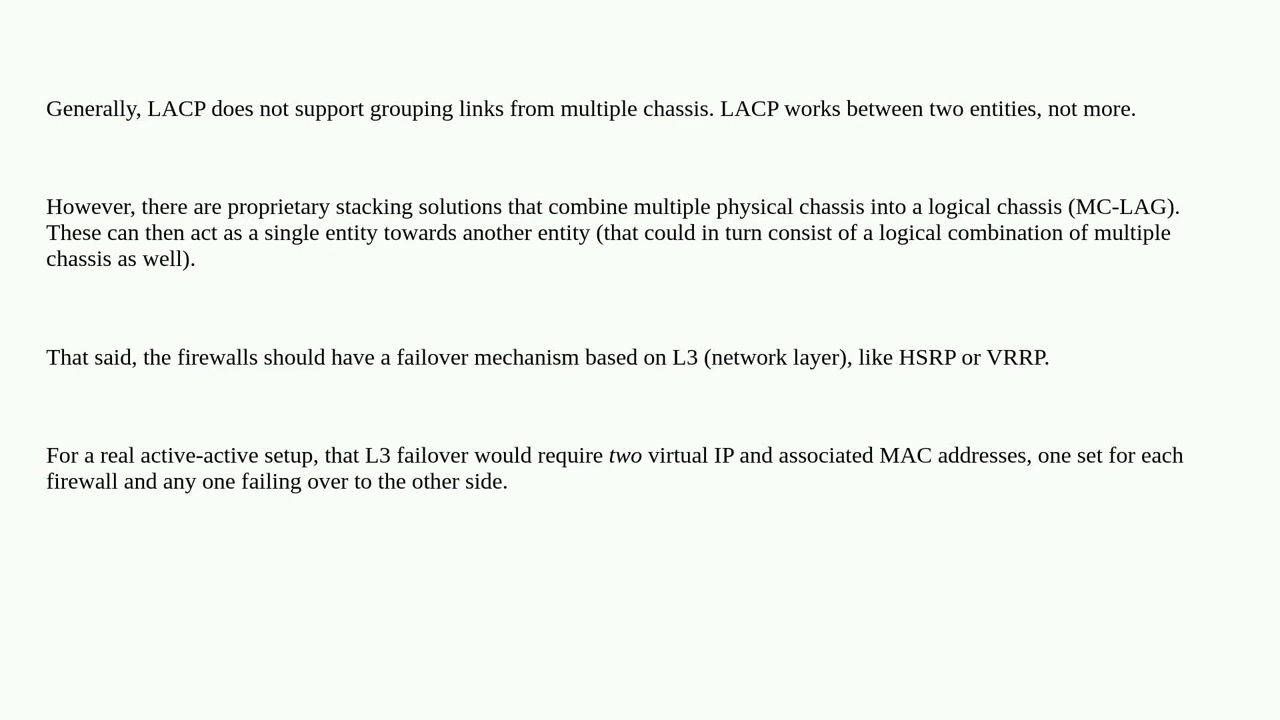 Generally, LACP does not support grouping links from multiple chassis. LACP works between two entities, not more.
However, there are proprietary stacking solutions that combine multiple physical chassis into a logical chassis (MC-LAG).
These can then act as a single entity towards another entity (that could in turn consist of a logical combination of multiple
chassis as well).
That said, the firewalls should have a failover mechanism based on L3 (network layer), like HSRP or VRRP.
For a real active-active setup, that L3 failover would require two virtual IP and associated MAC addresses, one set for each
firewall and any one failing over to the other side.